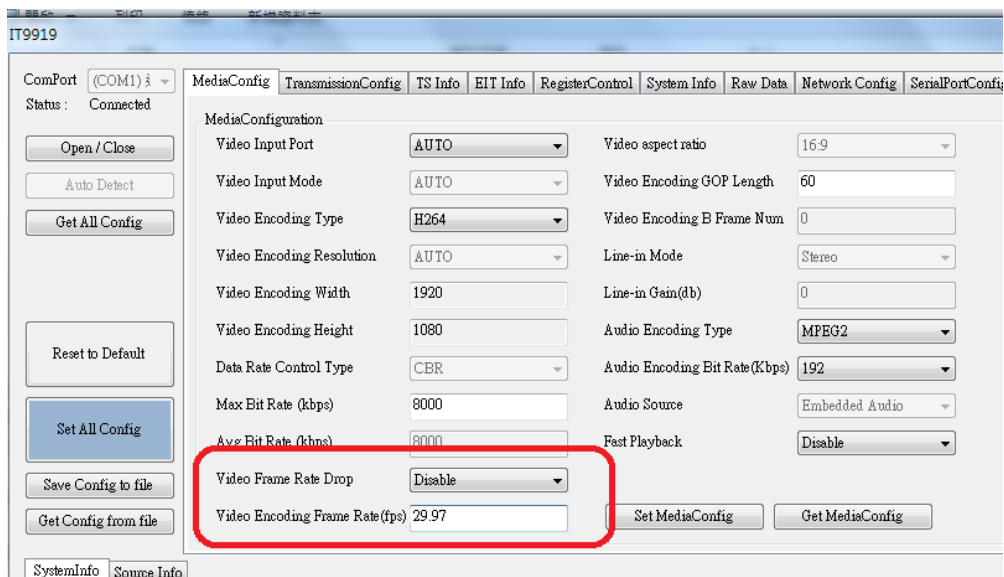 IT9919
ComPort (COM1)
Status : Connected
Open / Close
Auto Detect
Get All Config
Reset to Default
Set All Config
Save Config to file
Get Config from file
MediaConfig TransmissionConfig TS Info EIT Info RegisterControl System Info Raw Data Network Config SerialPortConfig
MediaConfiguration
Video Input Port AUTO
Video Input Mode AUTO
Video Encoding Type H264
Video Encoding Resolution AUTO
Video Encoding Width 1920
Video Encoding Height 1080
Data Rate Control Type CBR
Max Bit Rate (kbps) 8000
Avg Bit Rate (kbps) 8000
Video Frame Rate Drop Disable
Video Encoding Frame Rate(fps) 29.97
Video aspect ratio 16:9
Video Encoding GOP Length 60
Video Encoding B Frame Num 0
Line-in Mode Stereo
Line-in Gain(db) 0
Audio Encoding Type MPEG2
Audio Encoding Bit Rate(Kbps) 192
Audio Source Embedded Audio
Fast Playback Disable
Set MediaConfig Get MediaConfig
SystemInfo Source Info